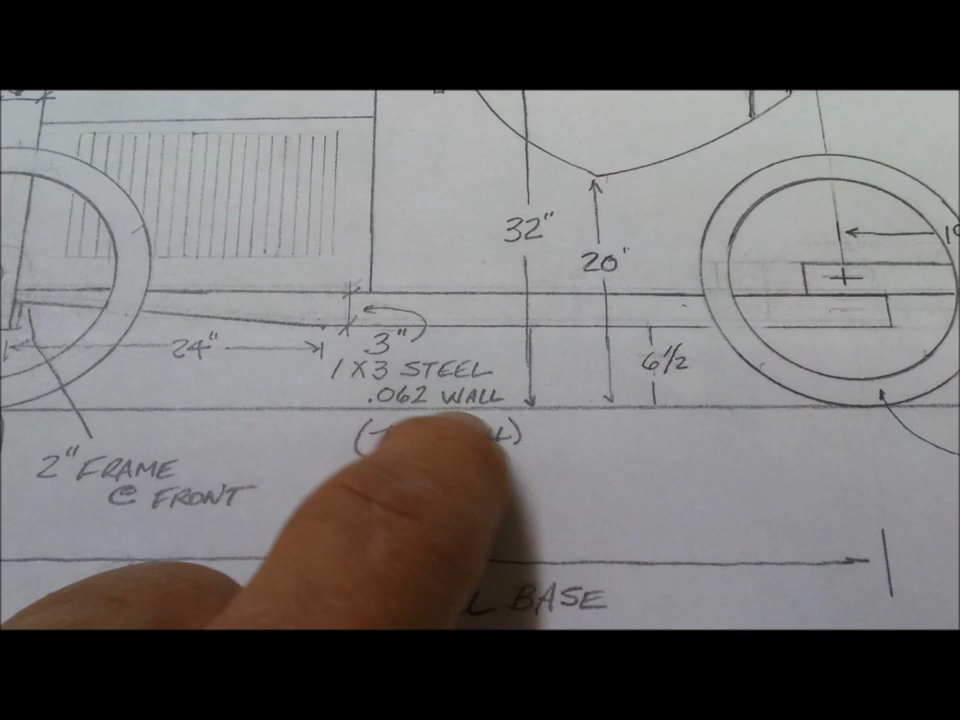 32"
20"
24"
3"
1 X 3 STEEL
.062 WALL
6 1/2
2" FRAME
@ FRONT
BASE